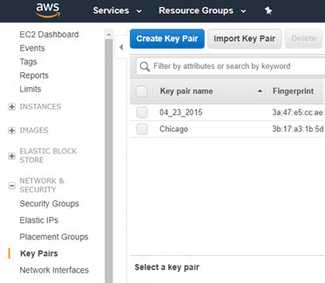 aws
Services
Resource Groups
EC2 Dashboard
Events
Tags
Reports
Limits
INSTANCES
IMAGES
ELASTIC BLOCK
STORE
NETWORK &
SECURITY
Security Groups
Elastic IPs
Placement Groups
Key Pairs
Network Interfaces
Create Key Pair
Import Key Pair
Delete
Filter by attributes or search by keyword
Key pair name
Fingerprint
04_23_2015
3a:47:e5:cc:ae
Chicago
3b:17:a3:1b:5d
Select a key pair